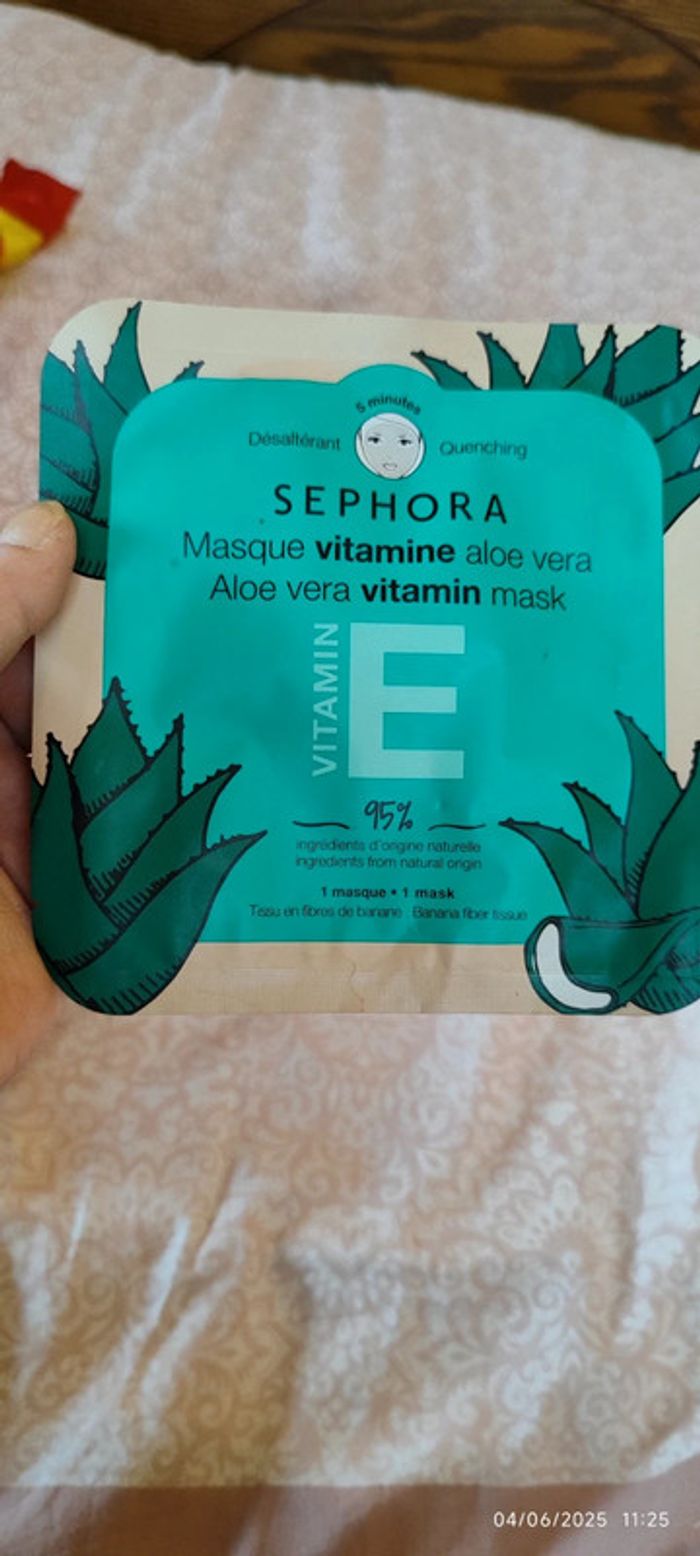 5 minutes
Désaltérant Quenching
SEPHORA
Masque vitamine aloe vera
Aloe vera vitamin mask
VITAMIN E
95%
ingrédients d'origine naturelle
ingredients from natural origin
1 masque • 1 mask
Tissu en fibres de banane . Banana fiber tissue
04/06/2025 11:25